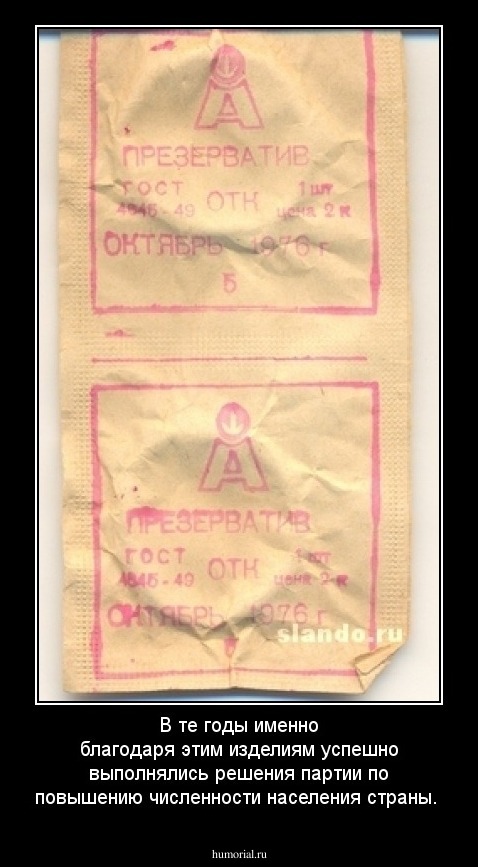 А
ПРЕЗЕРВАТИВ
ГОСТ
4645-49 ОТК 1 шт
цена 2 к
ОКТЯБРЬ 1976 г
Б
А
ПРЕЗЕРВАТИВ
ГОСТ
4645-49 ОТК 1 шт
цена 2 к
ОКТЯБРЬ 1976 г
slando.ru
В те годы именно
благодаря этим изделиям успешно
выполнялись решения партии по
повышению численности населения страны.
humorial.ru